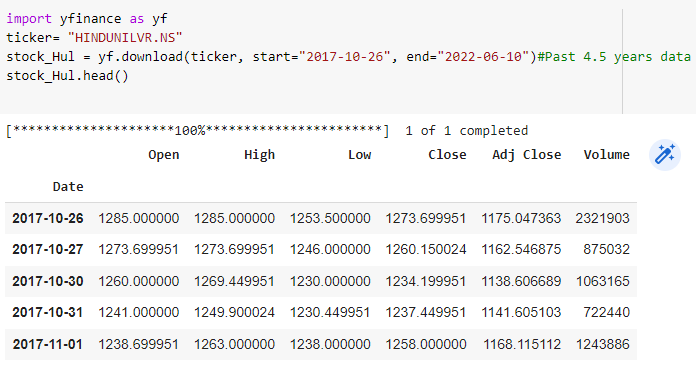 import yfinance as yf
ticker= "HINDUNILVR.NS"
stock_Hul = yf.download(ticker, start="2017-10-26", end="2022-06-10")#Past 4.5 years data
stock_Hul.head()
[*********************100%***********************]  1 of 1 completed
Open High Low Close Adj Close Volume
Date
2017-10-26 1285.000000 1285.000000 1253.500000 1273.699951 1175.047363 2321903
2017-10-27 1273.699951 1273.699951 1246.000000 1260.150024 1162.546875 875032
2017-10-30 1260.000000 1269.449951 1230.000000 1234.199951 1138.606689 1063165
2017-10-31 1241.000000 1249.900024 1230.449951 1237.449951 1141.605103 722440
2017-11-01 1238.699951 1263.000000 1238.000000 1258.000000 1168.115112 1243886